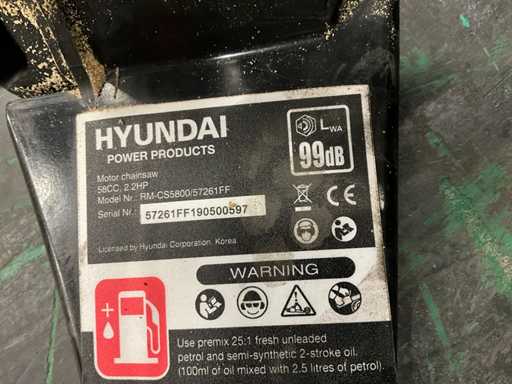 HYUNDAI
POWER PRODUCTS
Motor chainsaw
58CC, 2.2HP
Model Nr.: RM-CS5800/57261FF
Serial Nr.: 57261FF190500597
Licensed by Hyundai Corporation, Korea.
LWA
99dB
CE
WARNING
Use premix 25:1 fresh unleaded
petrol and semi-synthetic 2-stroke oil.
(100ml of oil mixed with 2.5 litres of petrol).